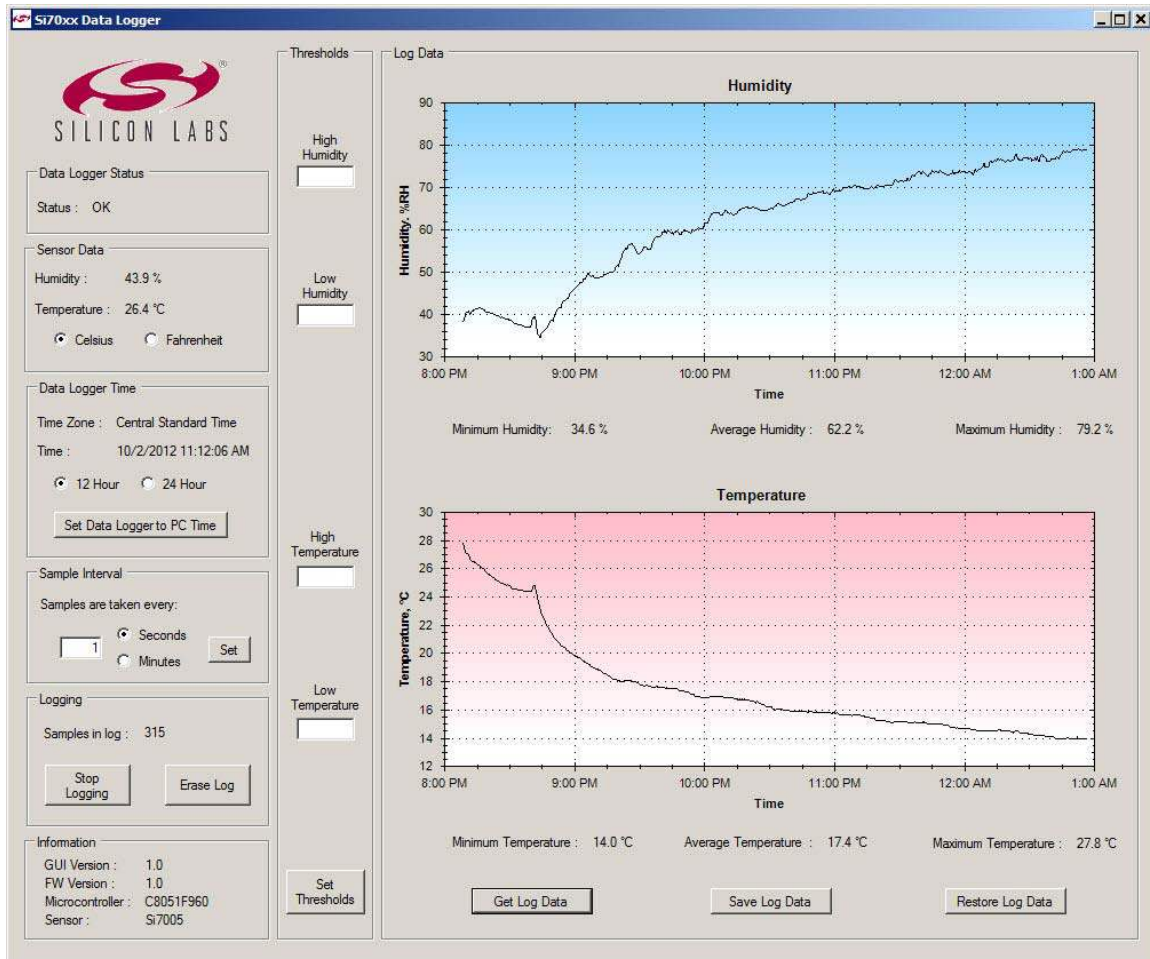 Si70xx Data Logger
SILICON LABS
®
Data Logger Status
Status : OK
Sensor Data
Humidity : 43.9 %
Temperature : 26.4 °C
Celsius Fahrenheit
Data Logger Time
Time Zone : Central Standard Time
Time : 10/2/2012 11:12:06 AM
12 Hour 24 Hour
Set Data Logger to PC Time
Sample Interval
Samples are taken every:
1
Seconds
Minutes
Set
Logging
Samples in log : 315
Stop
Logging
Erase Log
Information
GUI Version : 1.0
FW Version : 1.0
Microcontroller : C8051F960
Sensor : Si7005
Thresholds
High
Humidity
Low
Humidity
High
Temperature
Low
Temperature
Set
Thresholds
Log Data
Humidity
Humidity. %RH
90
80
70
60
50
40
30
8:00 PM 9:00 PM 10:00 PM 11:00 PM 12:00 AM 1:00 AM
Time
Minimum Humidity: 34.6 % Average Humidity : 62.2 % Maximum Humidity : 79.2 %
Temperature
Temperature, °C
30
28
26
24
22
20
18
16
14
12
8:00 PM 9:00 PM 10:00 PM 11:00 PM 12:00 AM 1:00 AM
Time
Minimum Temperature : 14.0 °C Average Temperature : 17.4 °C Maximum Temperature : 27.8 °C
Get Log Data Save Log Data Restore Log Data